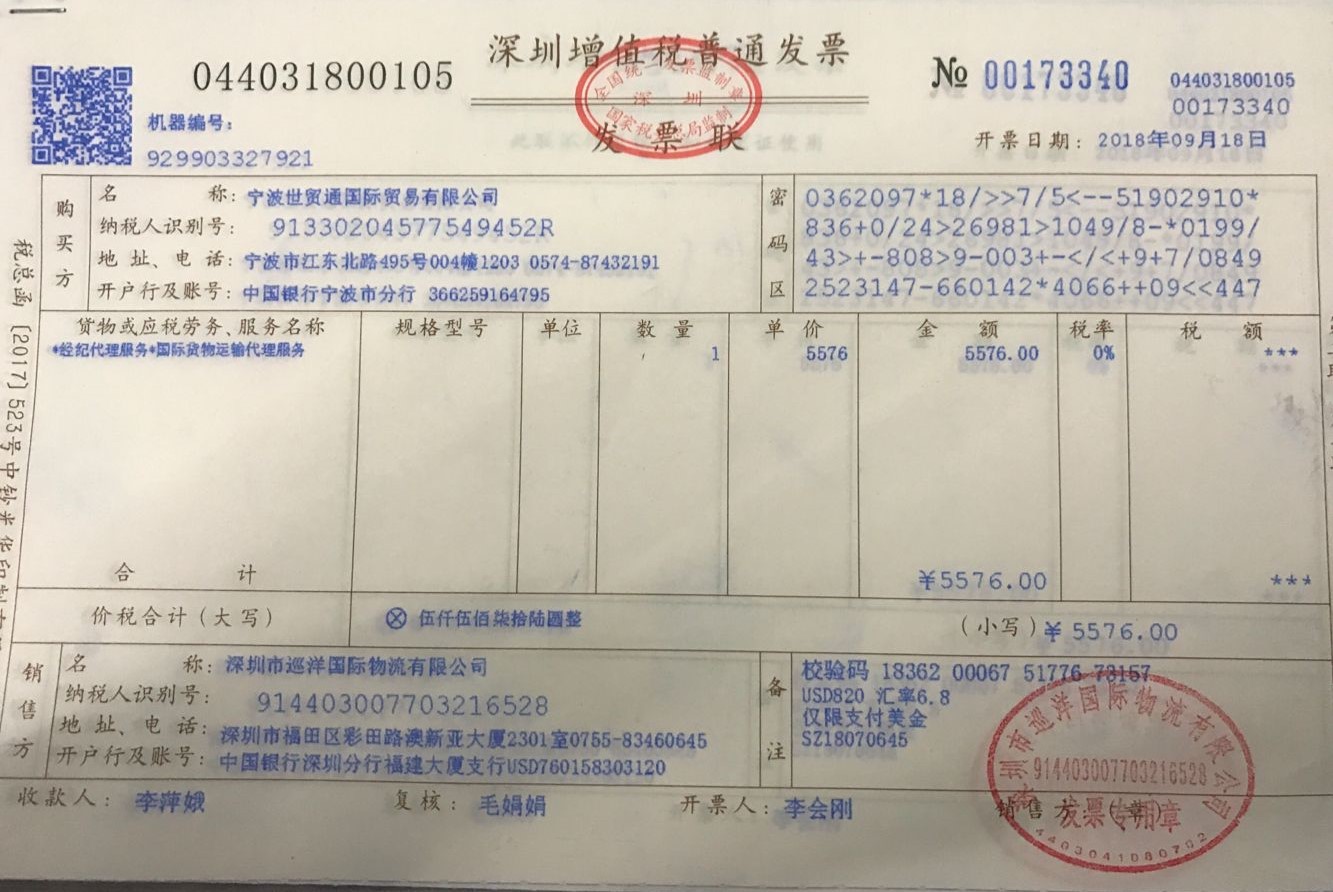 深圳增值税普通发票
044031800105
№ 00173340
044031800105
00173340
全国统一发票监制章
深圳
国家税务总局监制
发票联
机器编号：
929903327921
开票日期：2018年09月18日
购买方
名称：宁波世贸通国际贸易有限公司
纳税人识别号：91330204577549452R
地址、电话：宁波市江东北路495号004幢1203 0574-87432191
开户行及账号：中国银行宁波市分行 366259164795
密码区
0362097*18/>>7/5<--51902910*
836+0/24>26981>1049/8-*0199/
43>+-808>9-003+-</<+9+7/0849
2523147-660142*4066++09<<447
货物或应税劳务、服务名称 规格型号 单位 数量 单价 金额 税率 税额
*经纪代理服务*国际货物运输代理服务 1 5576 5576.00 0% ***
合计 ￥5576.00 ***
价税合计（大写） ⊗ 伍仟伍佰柒拾陆圆整 （小写）￥5576.00
销售方
名称：深圳市巡洋国际物流有限公司
纳税人识别号：914403007703216528
地址、电话：深圳市福田区彩田路澳新亚大厦2301室0755-83460645
开户行及账号：中国银行深圳分行福建大厦支行USD760158303120
备注
校验码 18362 00067 51776 73157
USD820 汇率6.8
仅限支付美金
SZ18070645
收款人：李萍娥 复核：毛娟娟 开票人：李会刚 销售方：（章）
深圳市巡洋国际物流有限公司
914403007703216528
发票专用章
4403041080702
税总函〔2017〕523号中钞光华印制